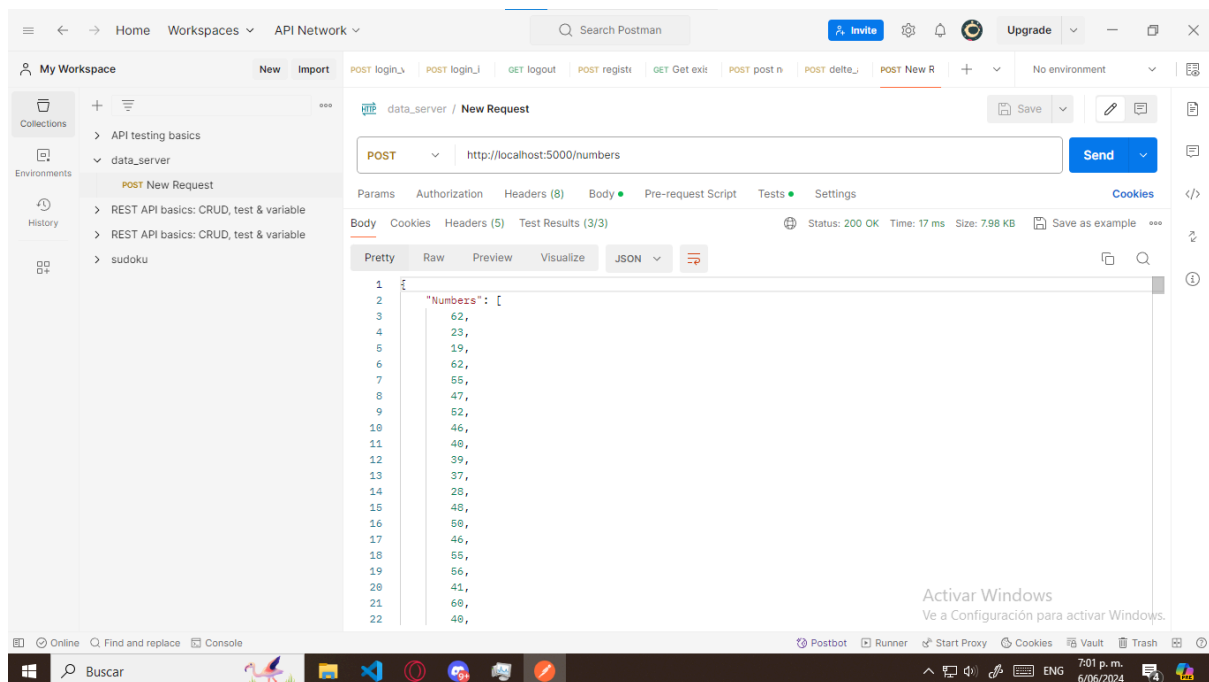 Home Workspaces API Network Search Postman Invite Upgrade
My Workspace New Import POST login_v POST login_i GET logout POST registe GET Get exis POST post n POST delte_ POST New R No environment
Collections
Environments
History
API testing basics
data_server
POST New Request
REST API basics: CRUD, test & variable
REST API basics: CRUD, test & variable
sudoku
HTTP data_server / New Request Save
POST http://localhost:5000/numbers Send
Params Authorization Headers (8) Body Pre-request Script Tests Settings Cookies
Body Cookies Headers (5) Test Results (3/3) Status: 200 OK Time: 17 ms Size: 7.98 KB Save as example
Pretty Raw Preview Visualize JSON
1 {
2 "Numbers": [
3 62,
4 23,
5 19,
6 62,
7 55,
8 47,
9 52,
10 46,
11 40,
12 39,
13 37,
14 28,
15 48,
16 50,
17 46,
18 55,
19 56,
20 41,
21 60,
22 40,
Activar Windows
Ve a Configuración para activar Windows.
Online Find and replace Console Postbot Runner Start Proxy Cookies Vault Trash
Buscar ENG 7:01 p. m.
6/06/2024